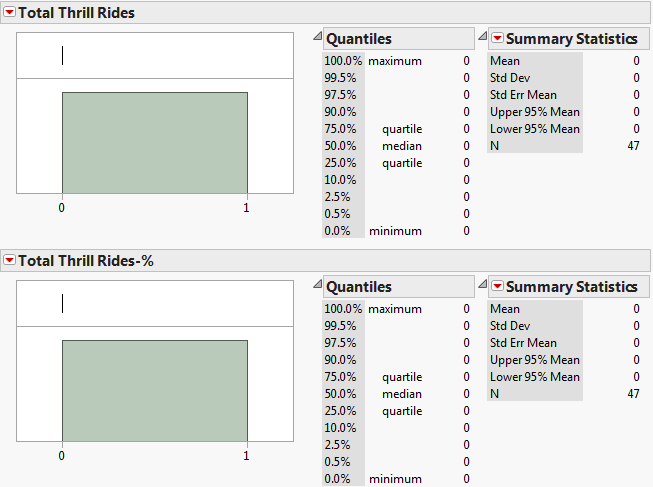 Total Thrill Rides
Quantiles
100.0% maximum 0
99.5% 0
97.5% 0
90.0% 0
75.0% quartile 0
50.0% median 0
25.0% quartile 0
10.0% 0
2.5% 0
0.5% 0
0.0% minimum 0
Summary Statistics
Mean 0
Std Dev 0
Std Err Mean 0
Upper 95% Mean 0
Lower 95% Mean 0
N 47
0 1
Total Thrill Rides-%
Quantiles
100.0% maximum 0
99.5% 0
97.5% 0
90.0% 0
75.0% quartile 0
50.0% median 0
25.0% quartile 0
10.0% 0
2.5% 0
0.5% 0
0.0% minimum 0
Summary Statistics
Mean 0
Std Dev 0
Std Err Mean 0
Upper 95% Mean 0
Lower 95% Mean 0
N 47
0 1